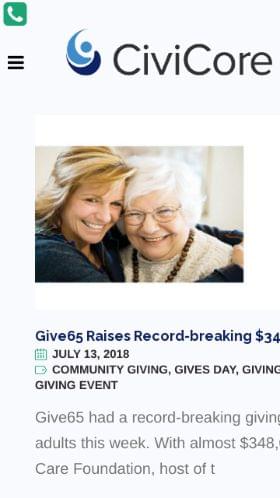 CiviCore
Give65 Raises Record-breaking $34
JULY 13, 2018
COMMUNITY GIVING, GIVES DAY, GIVING
GIVING EVENT
Give65 had a record-breaking giving
adults this week. With almost $348,
Care Foundation, host of t